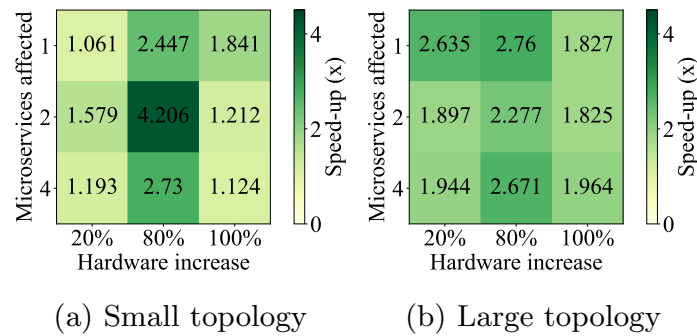 Microservices affected
1 1.061 2.447 1.841
2 1.579 4.206 1.212
4 1.193 2.73 1.124
20% 80% 100%
Hardware increase
4
2
0
Speed-up (x)
(a) Small topology
Microservices affected
1 2.635 2.76 1.827
2 1.897 2.277 1.825
4 1.944 2.671 1.964
20% 80% 100%
Hardware increase
4
2
0
Speed-up (x)
(b) Large topology